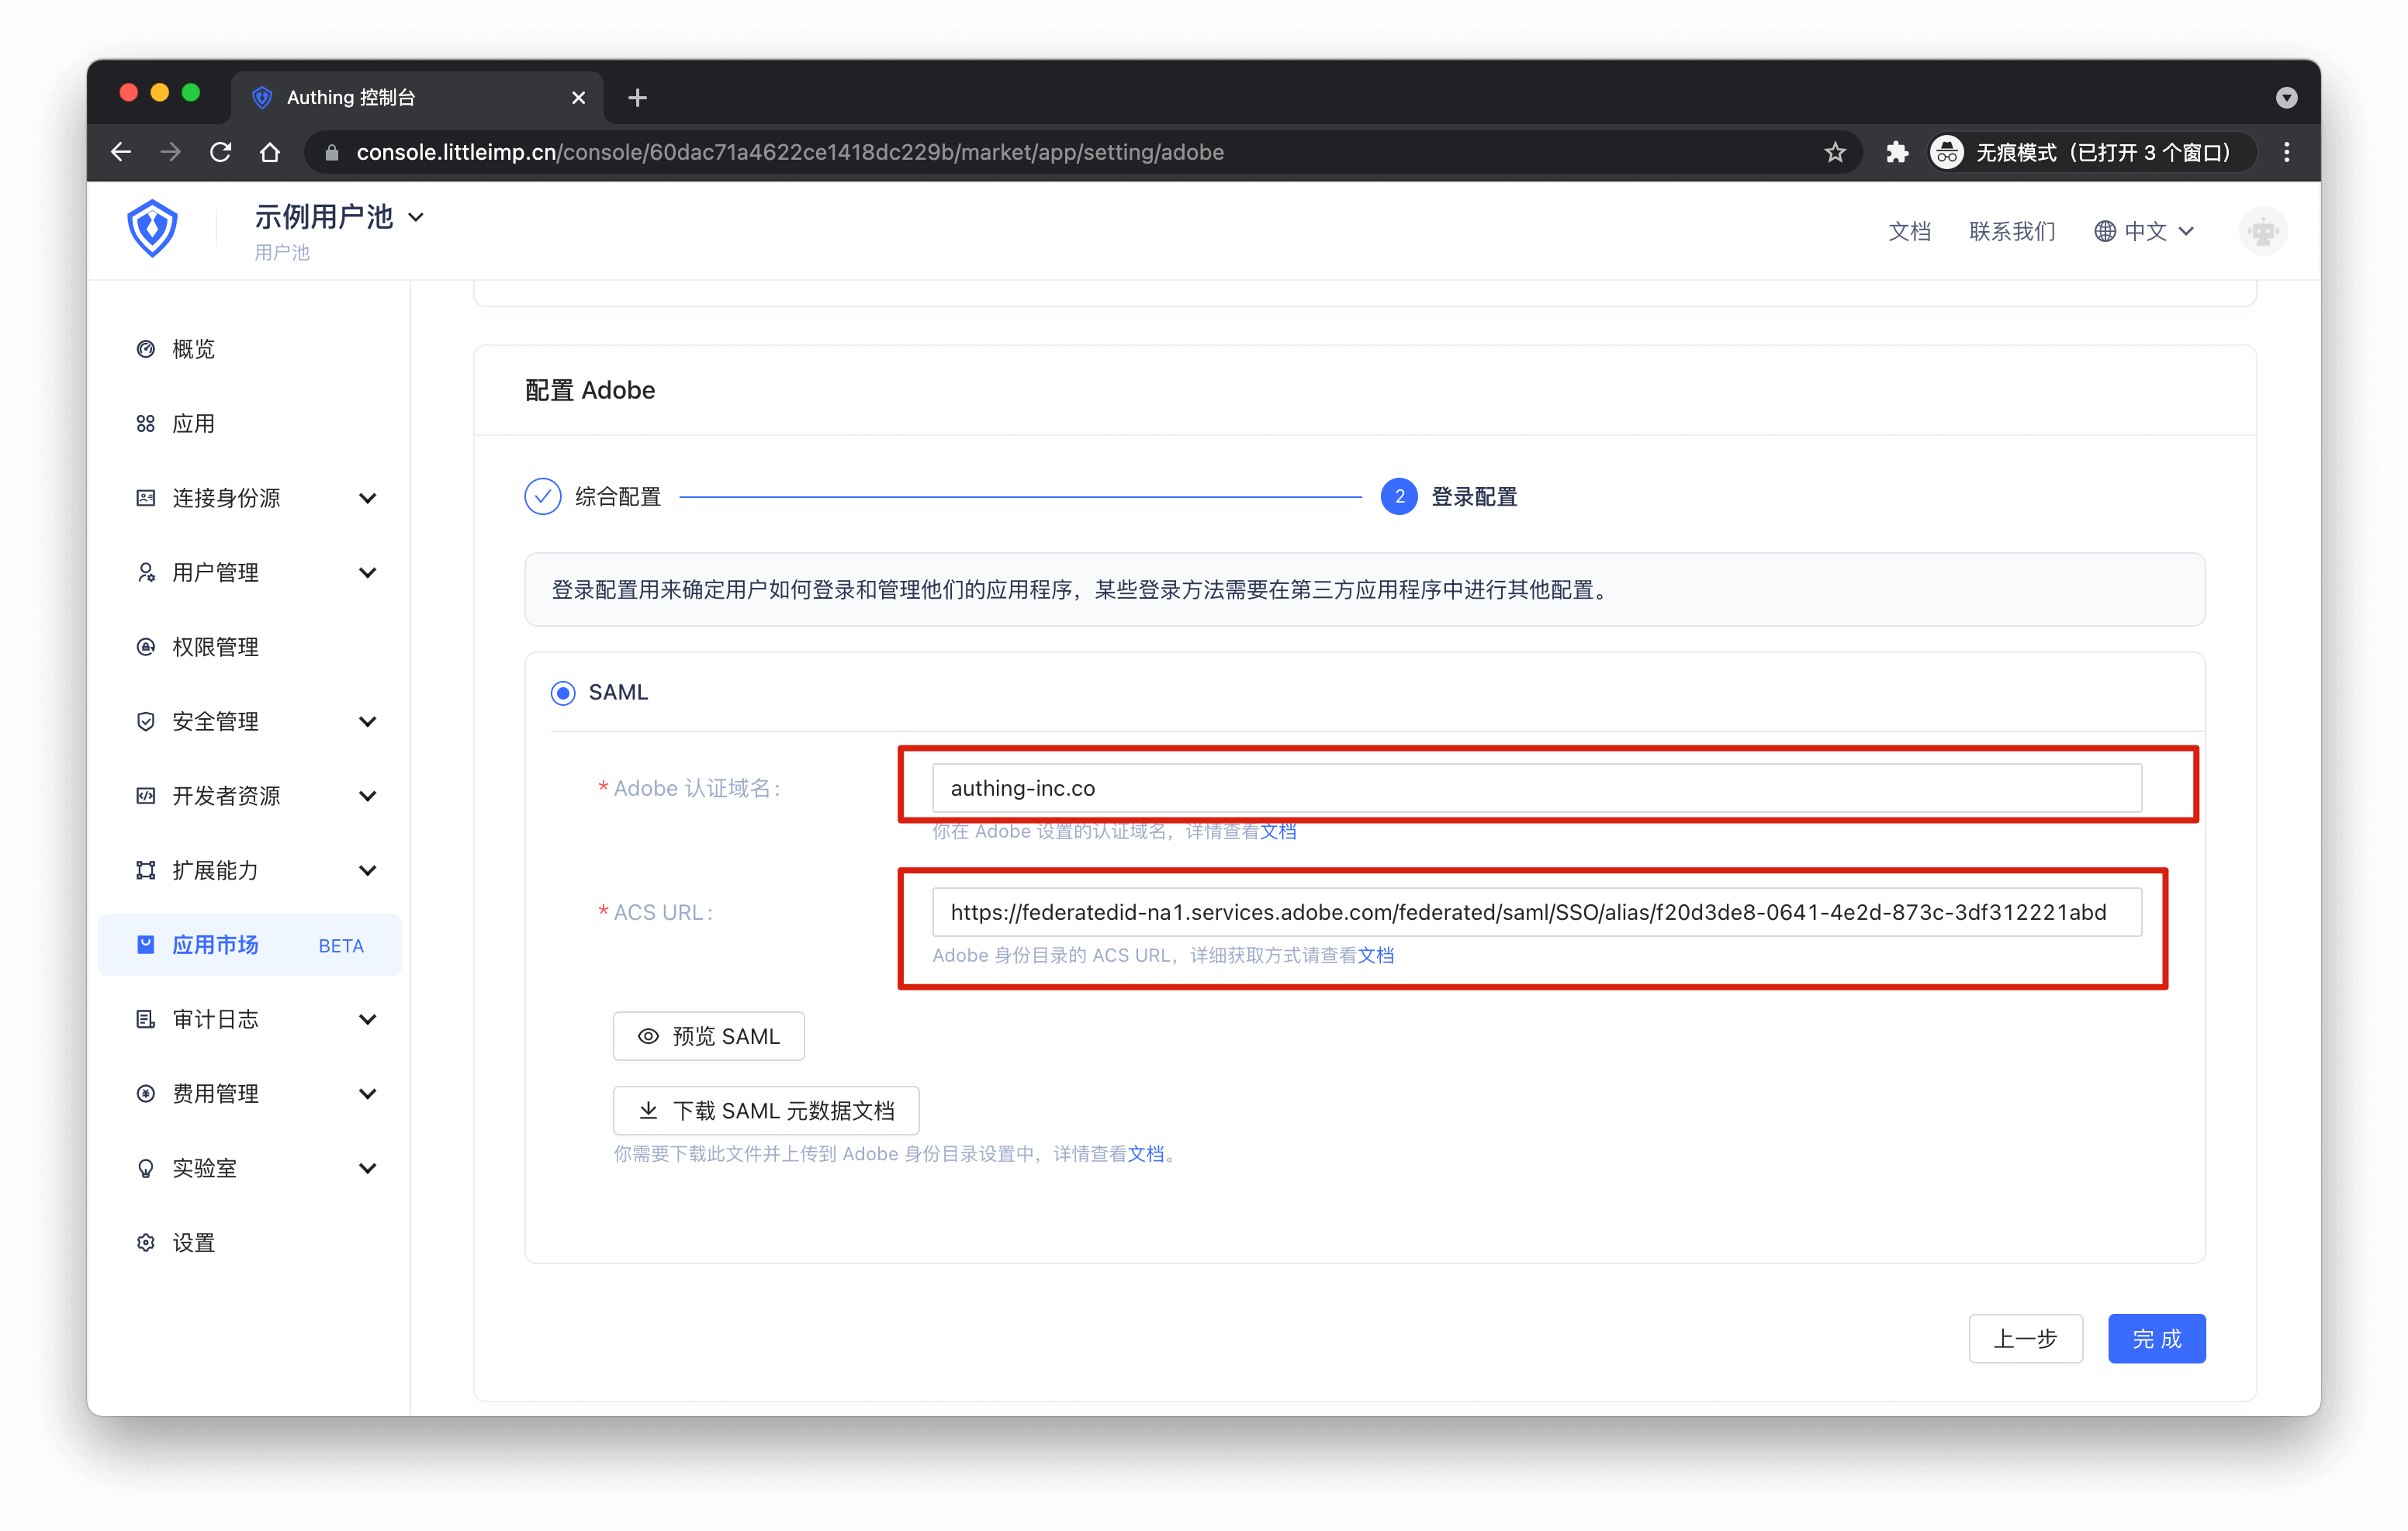 Authing 控制台
console.littleimp.cn/console/60dac71a4622ce1418dc229b/market/app/setting/adobe
无痕模式（已打开 3 个窗口）
示例用户池
用户池
文档
联系我们
中文
概览
应用
连接身份源
用户管理
权限管理
安全管理
开发者资源
扩展能力
应用市场 BETA
审计日志
费用管理
实验室
设置
配置 Adobe
综合配置
2 登录配置
登录配置用来确定用户如何登录和管理他们的应用程序，某些登录方法需要在第三方应用程序中进行其他配置。
SAML
* Adobe 认证域名：
authing-inc.co
你在 Adobe 设置的认证域名，详情查看文档
* ACS URL：
https://federatedid-na1.services.adobe.com/federated/saml/SSO/alias/f20d3de8-0641-4e2d-873c-3df312221abd
Adobe 身份目录的 ACS URL，详细获取方式请查看文档
预览 SAML
下载 SAML 元数据文档
你需要下载此文件并上传到 Adobe 身份目录设置中，详情查看文档。
上一步
完 成